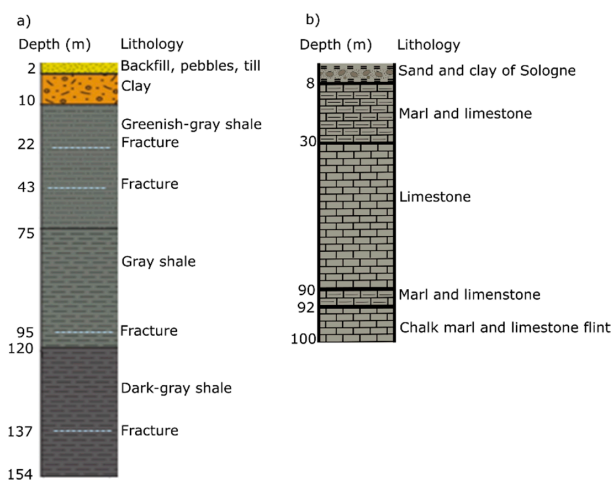 a)
Depth (m) Lithology
2 Backfill, pebbles, till
Clay
10
Greenish-gray shale
22 Fracture
43 Fracture
75
Gray shale
95 Fracture
120
Dark-gray shale
137 Fracture
154
b)
Depth (m) Lithology
Sand and clay of Sologne
8
Marl and limestone
30
Limestone
90 Marl and limenstone
92
Chalk marl and limestone flint
100